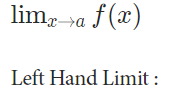 lim_{x→a} f(x)
Left Hand Limit :